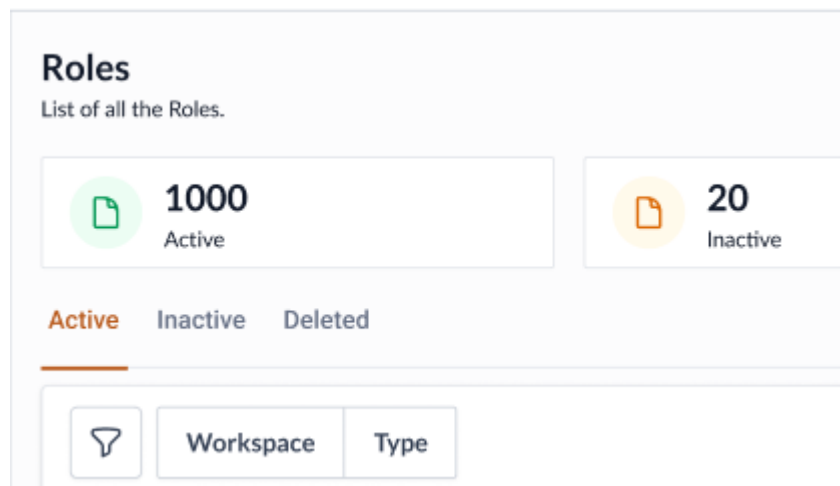 Roles
List of all the Roles.
1000
Active
20
Inactive
Active Inactive Deleted
Workspace Type